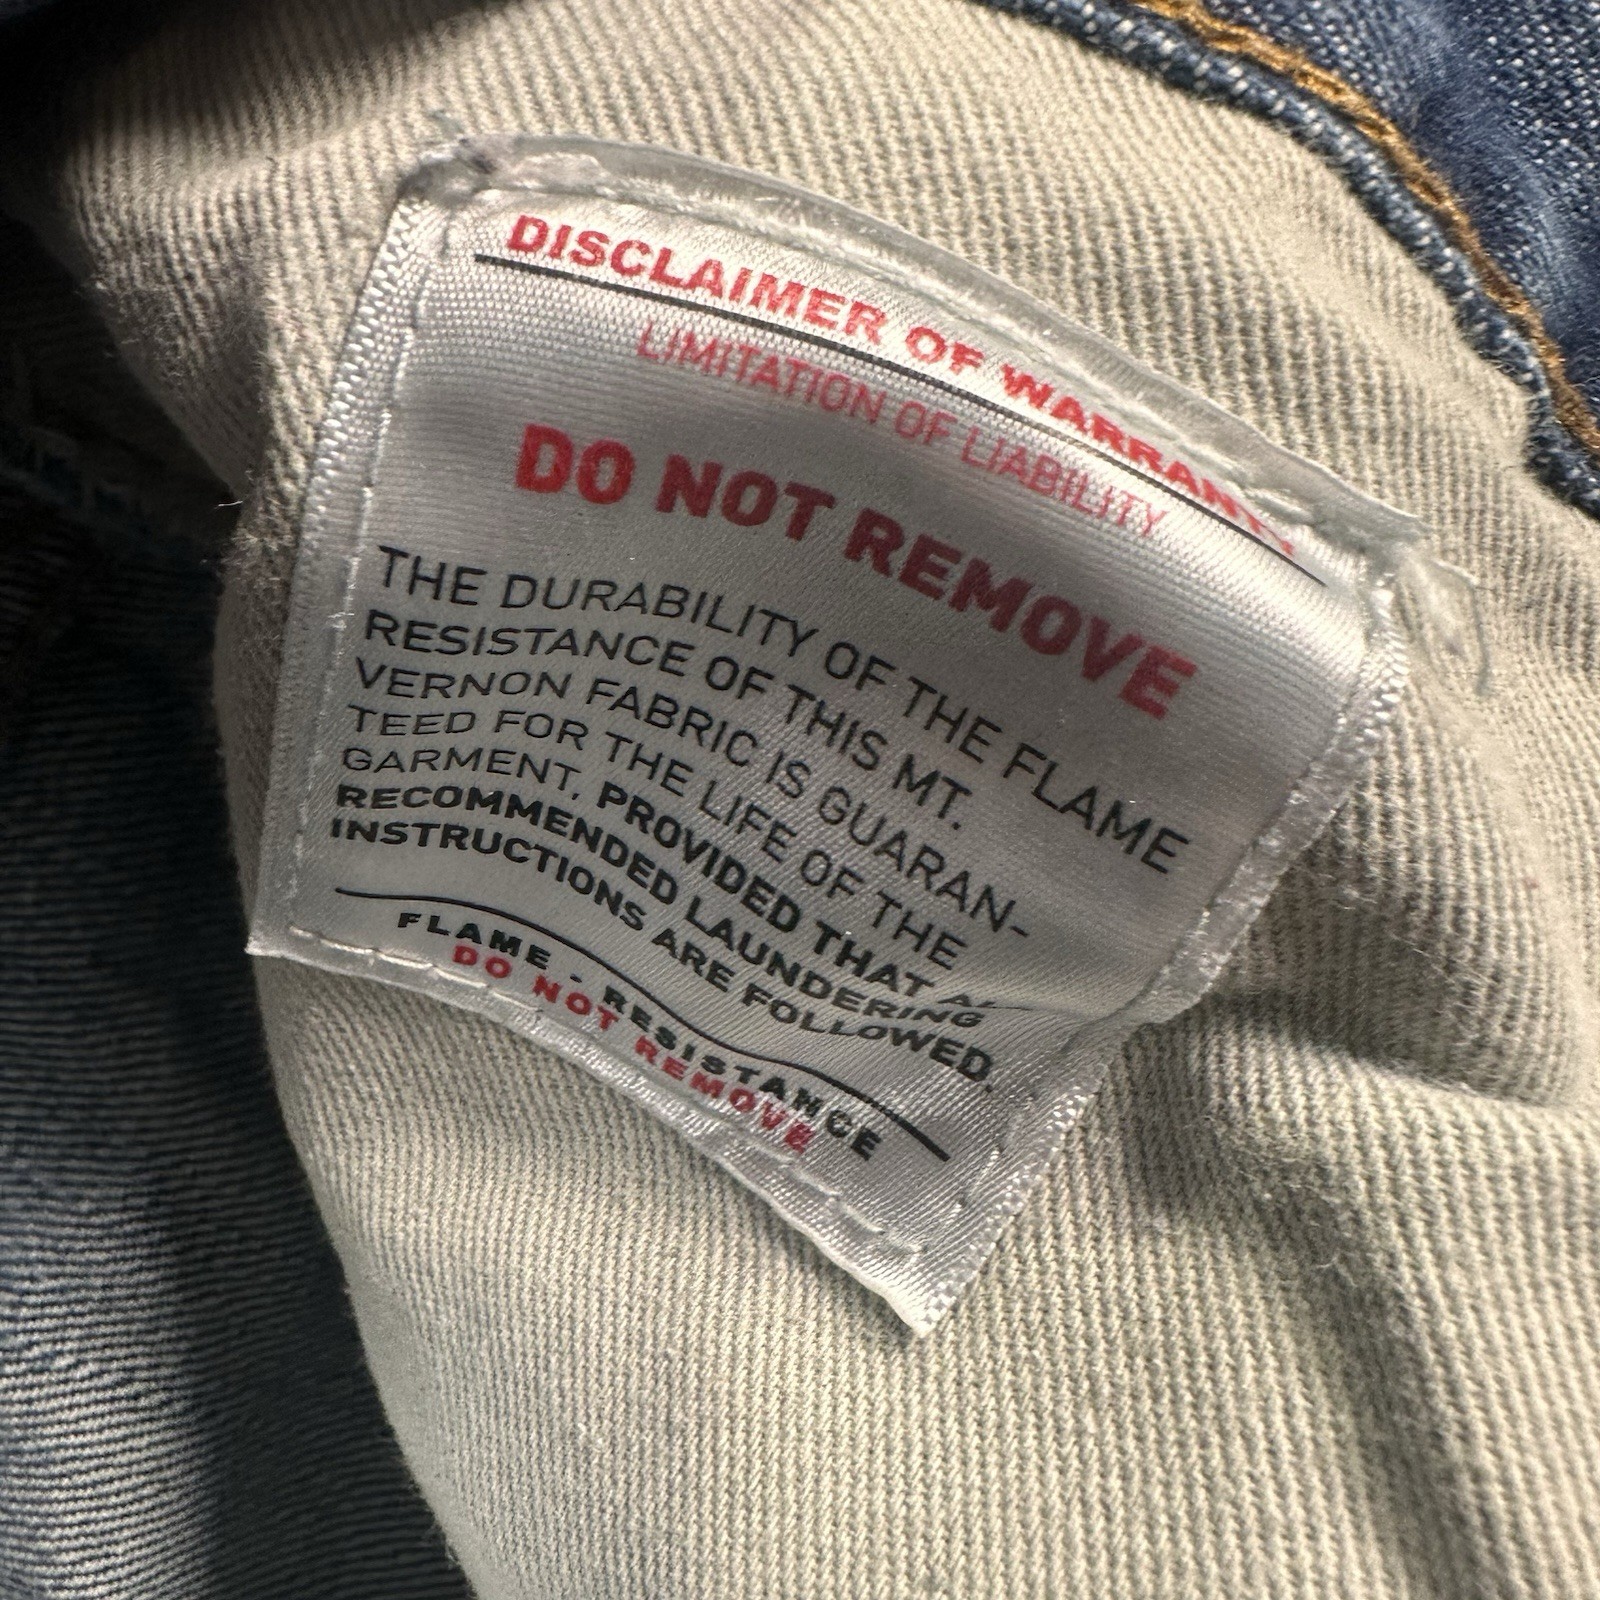 DISCLAIMER OF WARRANTY
LIMITATION OF LIABILITY
DO NOT REMOVE
THE DURABILITY OF THE FLAME
RESISTANCE OF THIS MT.
VERNON FABRIC IS GUARAN-
TEED FOR THE LIFE OF THE
GARMENT, PROVIDED THAT
RECOMMENDED LAUNDERING
INSTRUCTIONS ARE FOLLOWED.
FLAME - RESISTANCE
DO NOT REMOVE